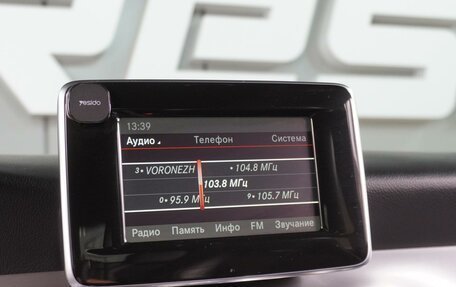 yesido
13:39
Аудио Телефон Система
3• VORONEZH • 104.8 МГц
•103.8 МГц
0• 95.9 М 9• 105.7 МГц
Радио Память Инфо FM Звучание